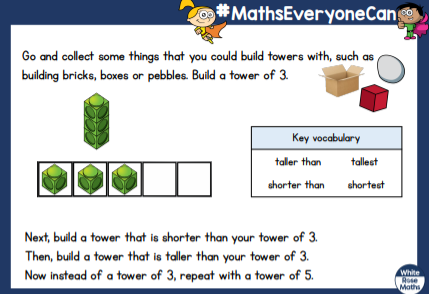 #MathsEveryoneCan
Go and collect some things that you could build towers with, such as
building bricks, boxes or pebbles. Build a tower of 3.
Key vocabulary
taller than tallest
shorter than shortest
Next, build a tower that is shorter than your tower of 3.
Then, build a tower that is taller than your tower of 3.
Now instead of a tower of 3, repeat with a tower of 5.
White
Rose
Maths